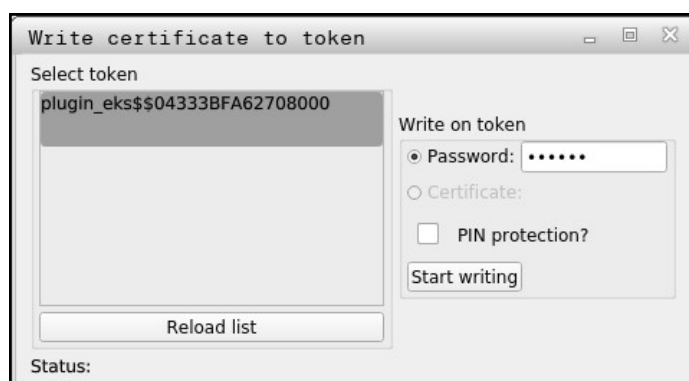 Write certificate to token
Select token
plugin_eks$$04333BFA62708000
Write on token
Password: ••••••
Certificate:
PIN protection?
Start writing
Reload list
Status: